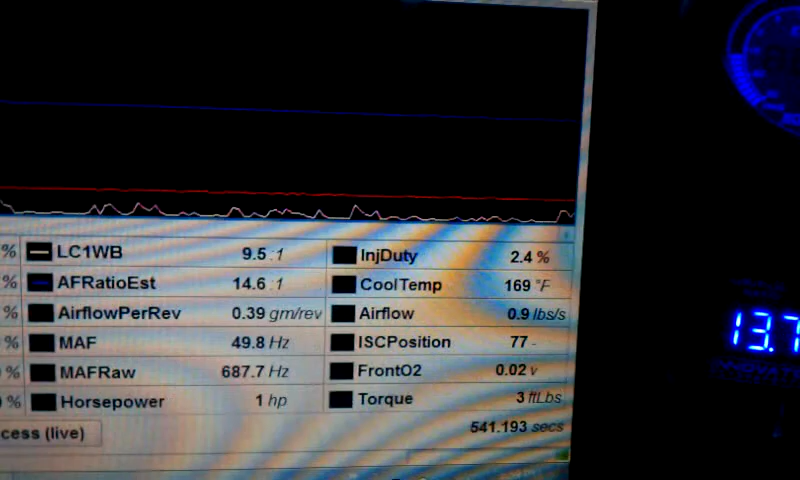 % LC1WB 9.5 :1 InjDuty 2.4 %
% AFRatioEst 14.6 :1 CoolTemp 169 °F
% AirflowPerRev 0.39 gm/rev Airflow 0.9 lbs/s
% MAF 49.8 Hz ISCPosition 77 -
% MAFRaw 687.7 Hz FrontO2 0.02 v
% Horsepower 1 hp Torque 3 ftLbs
cess (live) 541.193 secs
13.7